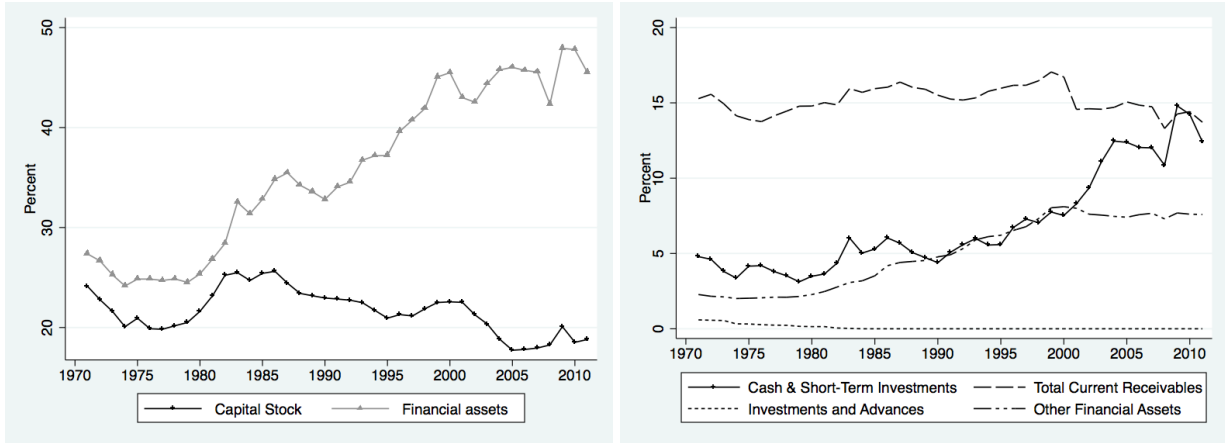 50
40
30
20
Percent
1970 1975 1980 1985 1990 1995 2000 2005 2010
Capital Stock Financial assets
20
15
10
5
0
Percent
1970 1975 1980 1985 1990 1995 2000 2005 2010
Cash & Short-Term Investments Total Current Receivables
Investments and Advances Other Financial Assets